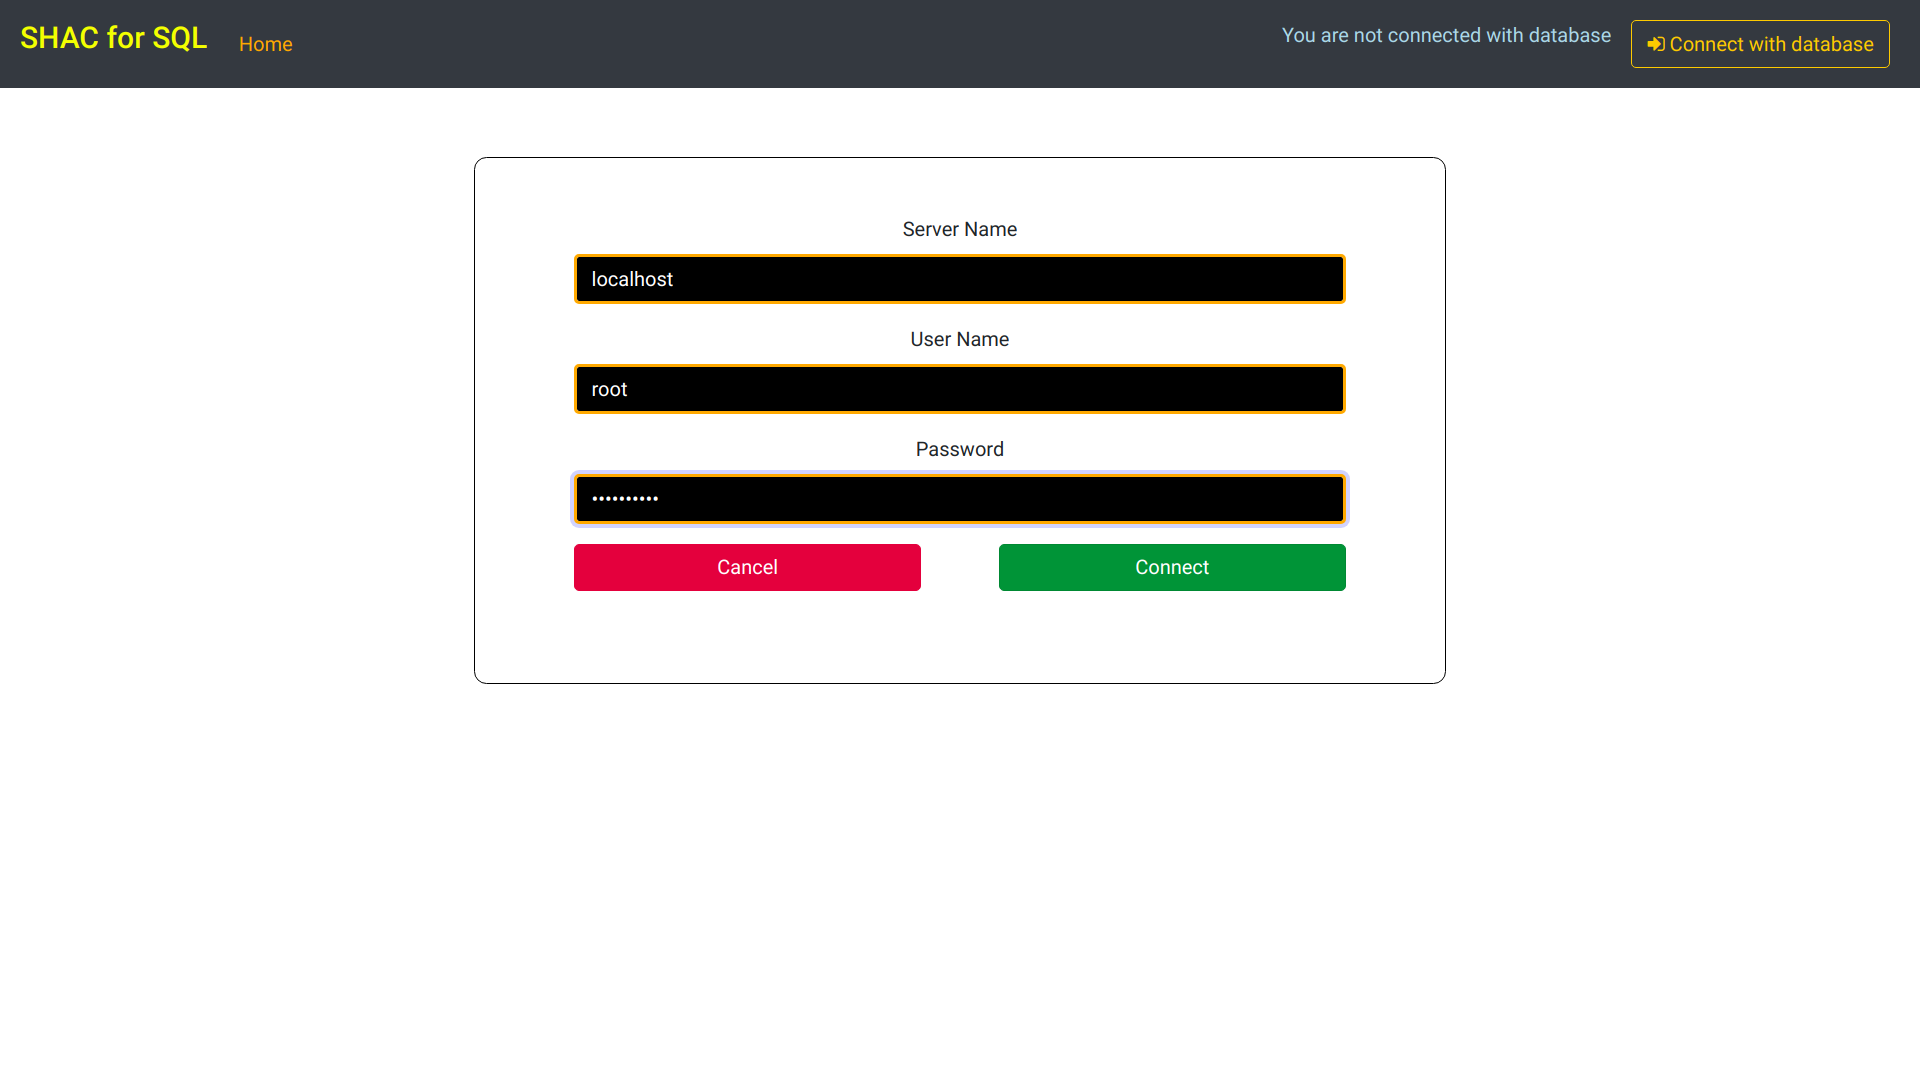 SHAC for SQL
Home
You are not connected with database
Connect with database
Server Name
localhost
User Name
root
Password
••••••••••
Cancel
Connect